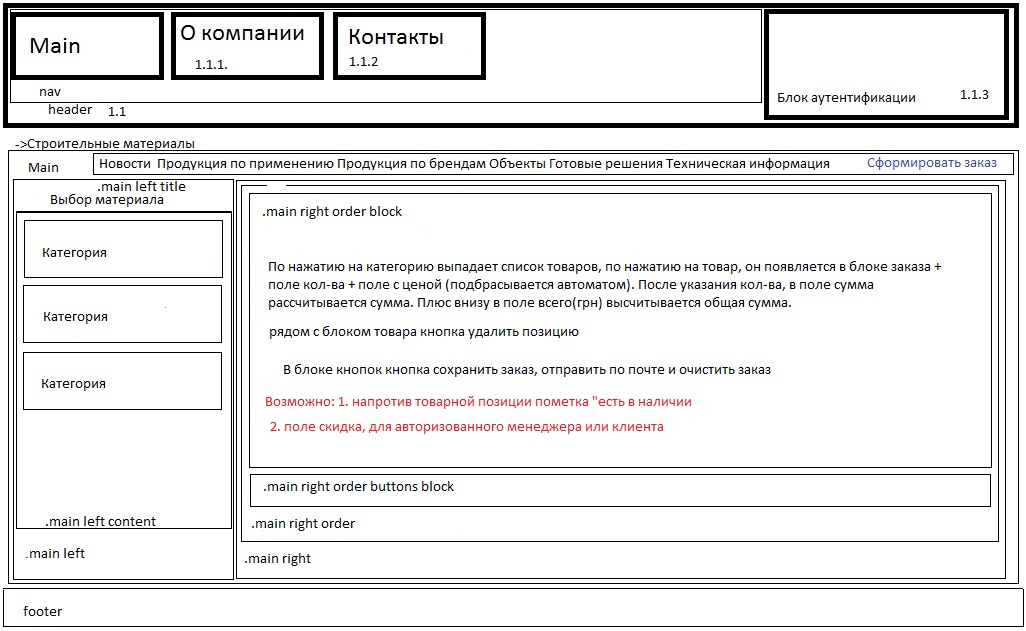 Main
О компании
1.1.1.
Контакты
1.1.2
nav
header 1.1
Блок аутентификации 1.1.3
->Строительные материалы
Main
Новости Продукция по применению Продукция по брендам Объекты Готовые решения Техническая информация Сформировать заказ
.main left title
Выбор материала
Категория
Категория
Категория
.main left content
.main left
.main right order block
По нажатию на категорию выпадает список товаров, по нажатию на товар, он появляется в блоке заказа +
поле кол-ва + поле с ценой (подбрасывается автоматом). После указания кол-ва, в поле сумма
рассчитывается сумма. Плюс внизу в поле всего(грн) высчитывается общая сумма.
рядом с блоком товара кнопка удалить позицию
В блоке кнопок кнопка сохранить заказ, отправить по почте и очистить заказ
Возможно: 1. напротив товарной позиции пометка "есть в наличии
2. поле скидка, для авторизованного менеджера или клиента
.main right order buttons block
.main right order
.main right
footer